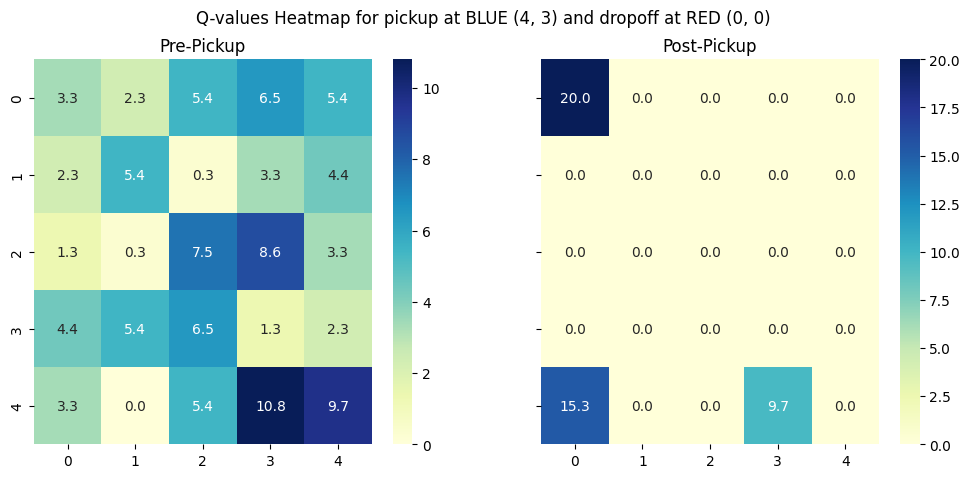 Q-values Heatmap for pickup at BLUE (4, 3) and dropoff at RED (0, 0)
Pre-Pickup
0 3.3 2.3 5.4 6.5 5.4
1 2.3 5.4 0.3 3.3 4.4
2 1.3 0.3 7.5 8.6 3.3
3 4.4 5.4 6.5 1.3 2.3
4 3.3 0.0 5.4 10.8 9.7
0 1 2 3 4
10
8
6
4
2
0
Post-Pickup
20.0 0.0 0.0 0.0 0.0
0.0 0.0 0.0 0.0 0.0
0.0 0.0 0.0 0.0 0.0
0.0 0.0 0.0 0.0 0.0
15.3 0.0 0.0 9.7 0.0
0 1 2 3 4
20.0
17.5
15.0
12.5
10.0
7.5
5.0
2.5
0.0